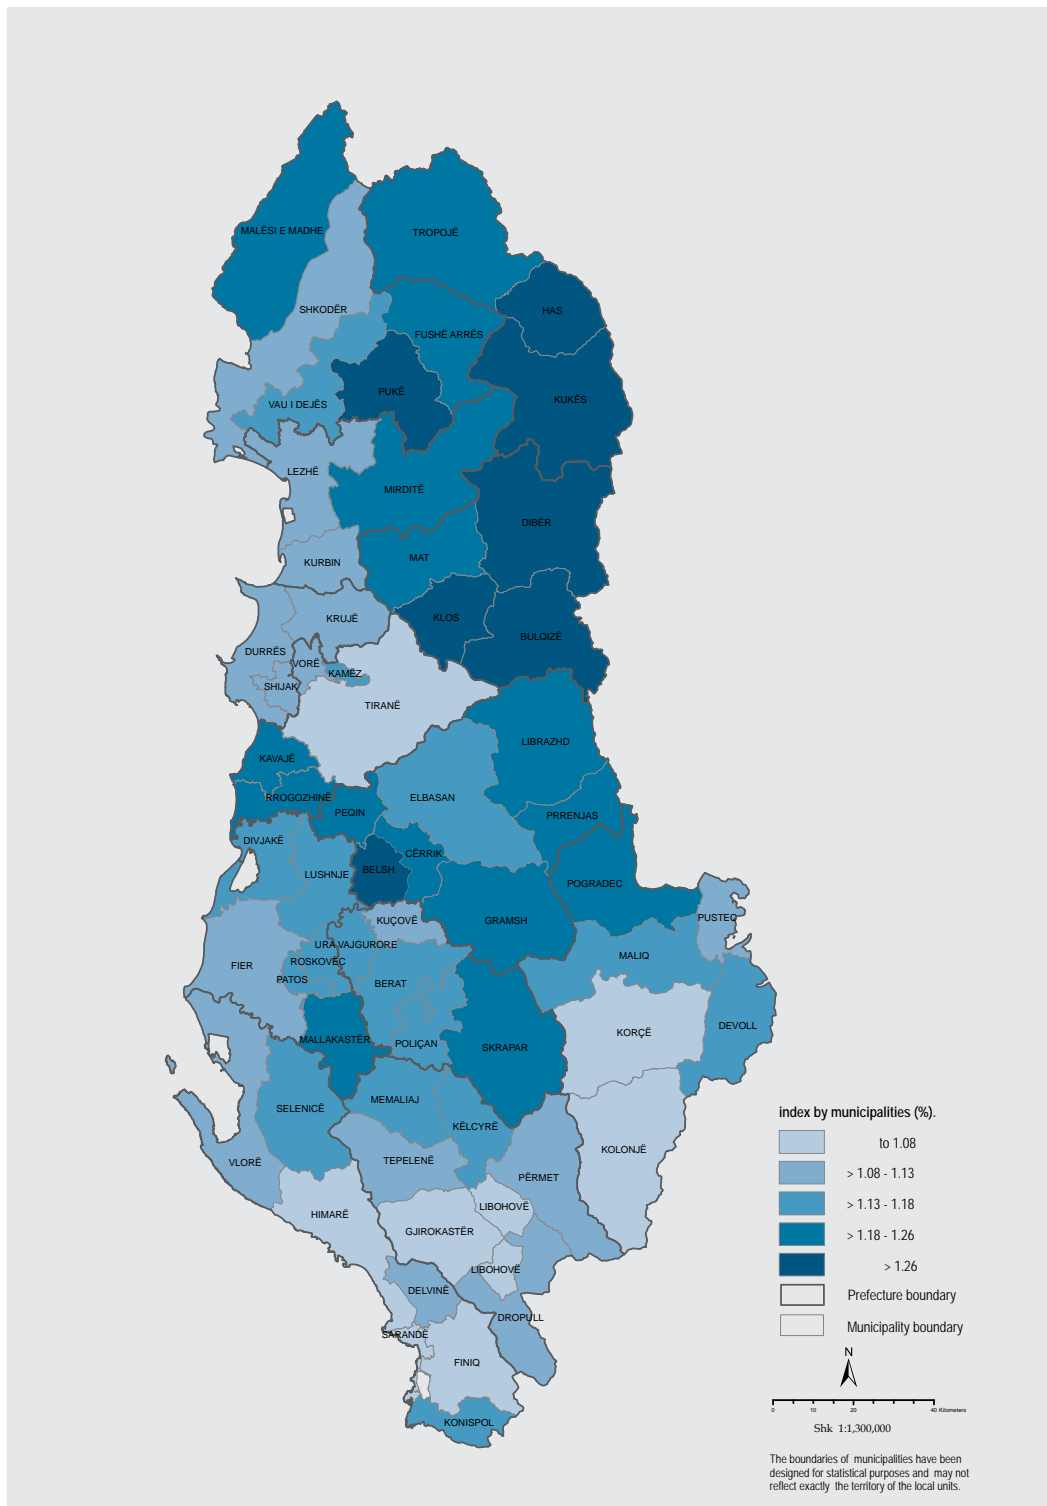 MALËSI E MADHE
TROPOJË
SHKODËR
HAS
FUSHË ARRËS
PUKË
KUKËS
VAU I DEJËS
LEZHË
MIRDITË
DIBËR
MAT
KURBIN
KLOS
KRUJË
BULQIZË
DURRËS
VORË
KAMËZ
SHIJAK
TIRANË
LIBRAZHD
KAVAJË
RROGOZHINË
ELBASAN
PEQIN
PRRENJAS
DIVJAKË
CËRRIK
LUSHNJE
BELSH
POGRADEC
PUSTEC
KUÇOVË
GRAMSH
URA VAJGURORE
MALIQ
ROSKOVEC
FIER
PATOS
BERAT
DEVOLL
KORÇË
MALLAKASTËR
POLIÇAN
SKRAPAR
MEMALIAJ
SELENICË
KËLCYRË
KOLONJË
TEPELENË
VLORË
PËRMET
LIBOHOVË
HIMARË
GJIROKASTËR
LIBOHOVË
DELVINË
DROPULL
SARANDË
FINIQ
KONISPOL
index by municipalities (%).
to 1.08
> 1.08 - 1.13
> 1.13 - 1.18
> 1.18 - 1.26
> 1.26
Prefecture boundary
Municipality boundary
N
0 10 20 40 Kilometers
Shk 1:1,300,000
The boundaries of municipalities have been
designed for statistical purposes and may not
reflect exactly the territory of the local units.